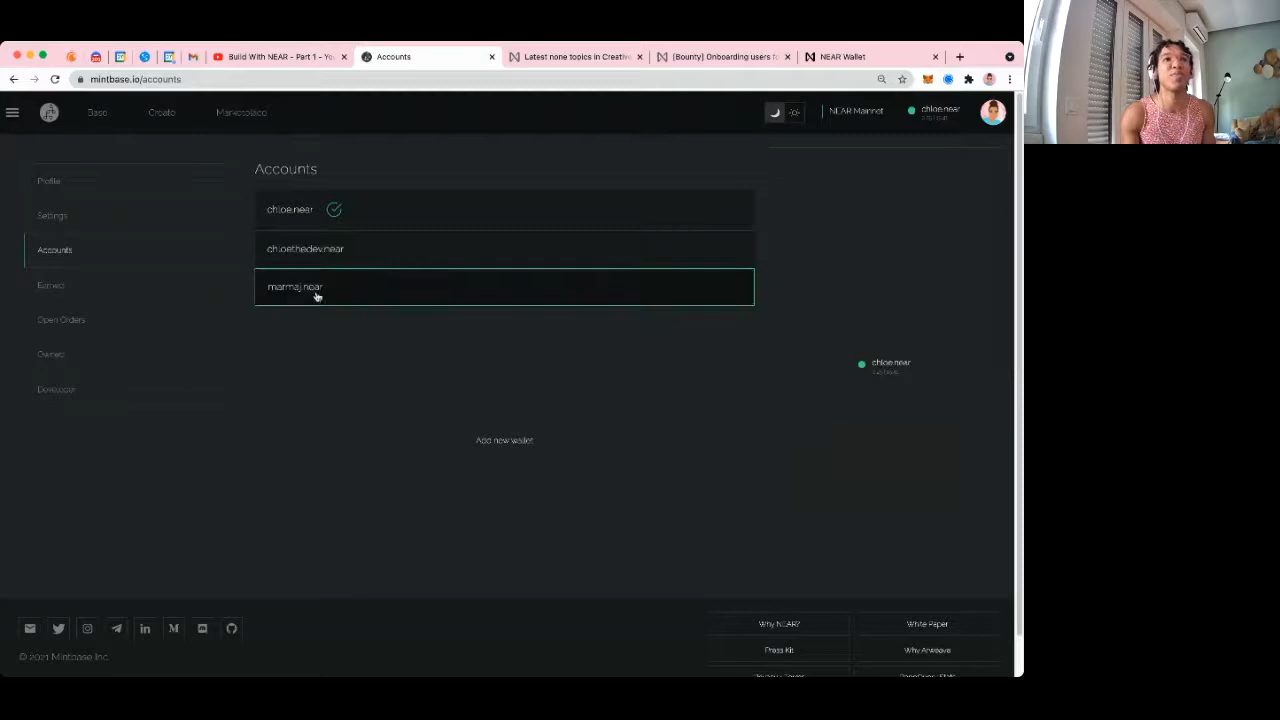 Build With NEAR - Part 1 - Yo
Accounts
Latest none topics in Creative
[Bounty] Onboarding users to
NEAR Wallet
mintbase.io/accounts
Base
Create
Marketplace
NEAR Mainnet
chloe.near
Accounts
Profile
chloe.near
Settings
Accounts
chloethedev.near
Earned
marmaj.near
Open Orders
Owned
chloe.near
Developer
Add new wallet
Why NEAR?
White Paper
Press Kit
Why Arweave
© 2021 Mintbase Inc.
Privacy + Terms